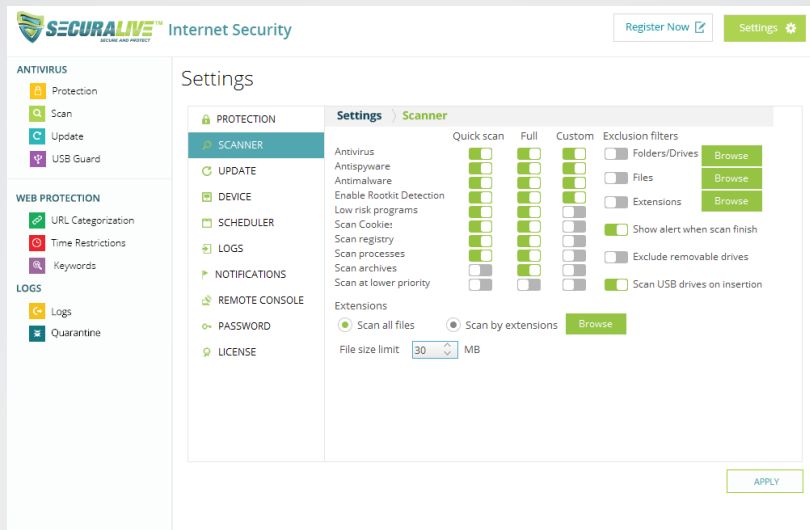 SECURALIVE™ Internet Security
SECURE AND PROTECT
Register Now
Settings
ANTIVIRUS
Protection
Scan
Update
USB Guard
WEB PROTECTION
URL Categorization
Time Restrictions
Keywords
LOGS
Logs
Quarantine
Settings
PROTECTION
SCANNER
UPDATE
DEVICE
SCHEDULER
LOGS
NOTIFICATIONS
REMOTE CONSOLE
PASSWORD
LICENSE
Settings Scanner
Quick scan Full Custom Exclusion filters
Antivirus
Antispyware
Antimalware
Enable Rootkit Detection
Low risk programs
Scan Cookies
Scan registry
Scan processes
Scan archives
Scan at lower priority
Folders/Drives Browse
Files Browse
Extensions Browse
Show alert when scan finish
Exclude removable drives
Scan USB drives on insertion
Extensions
Scan all files Scan by extensions Browse
File size limit 30 MB
APPLY